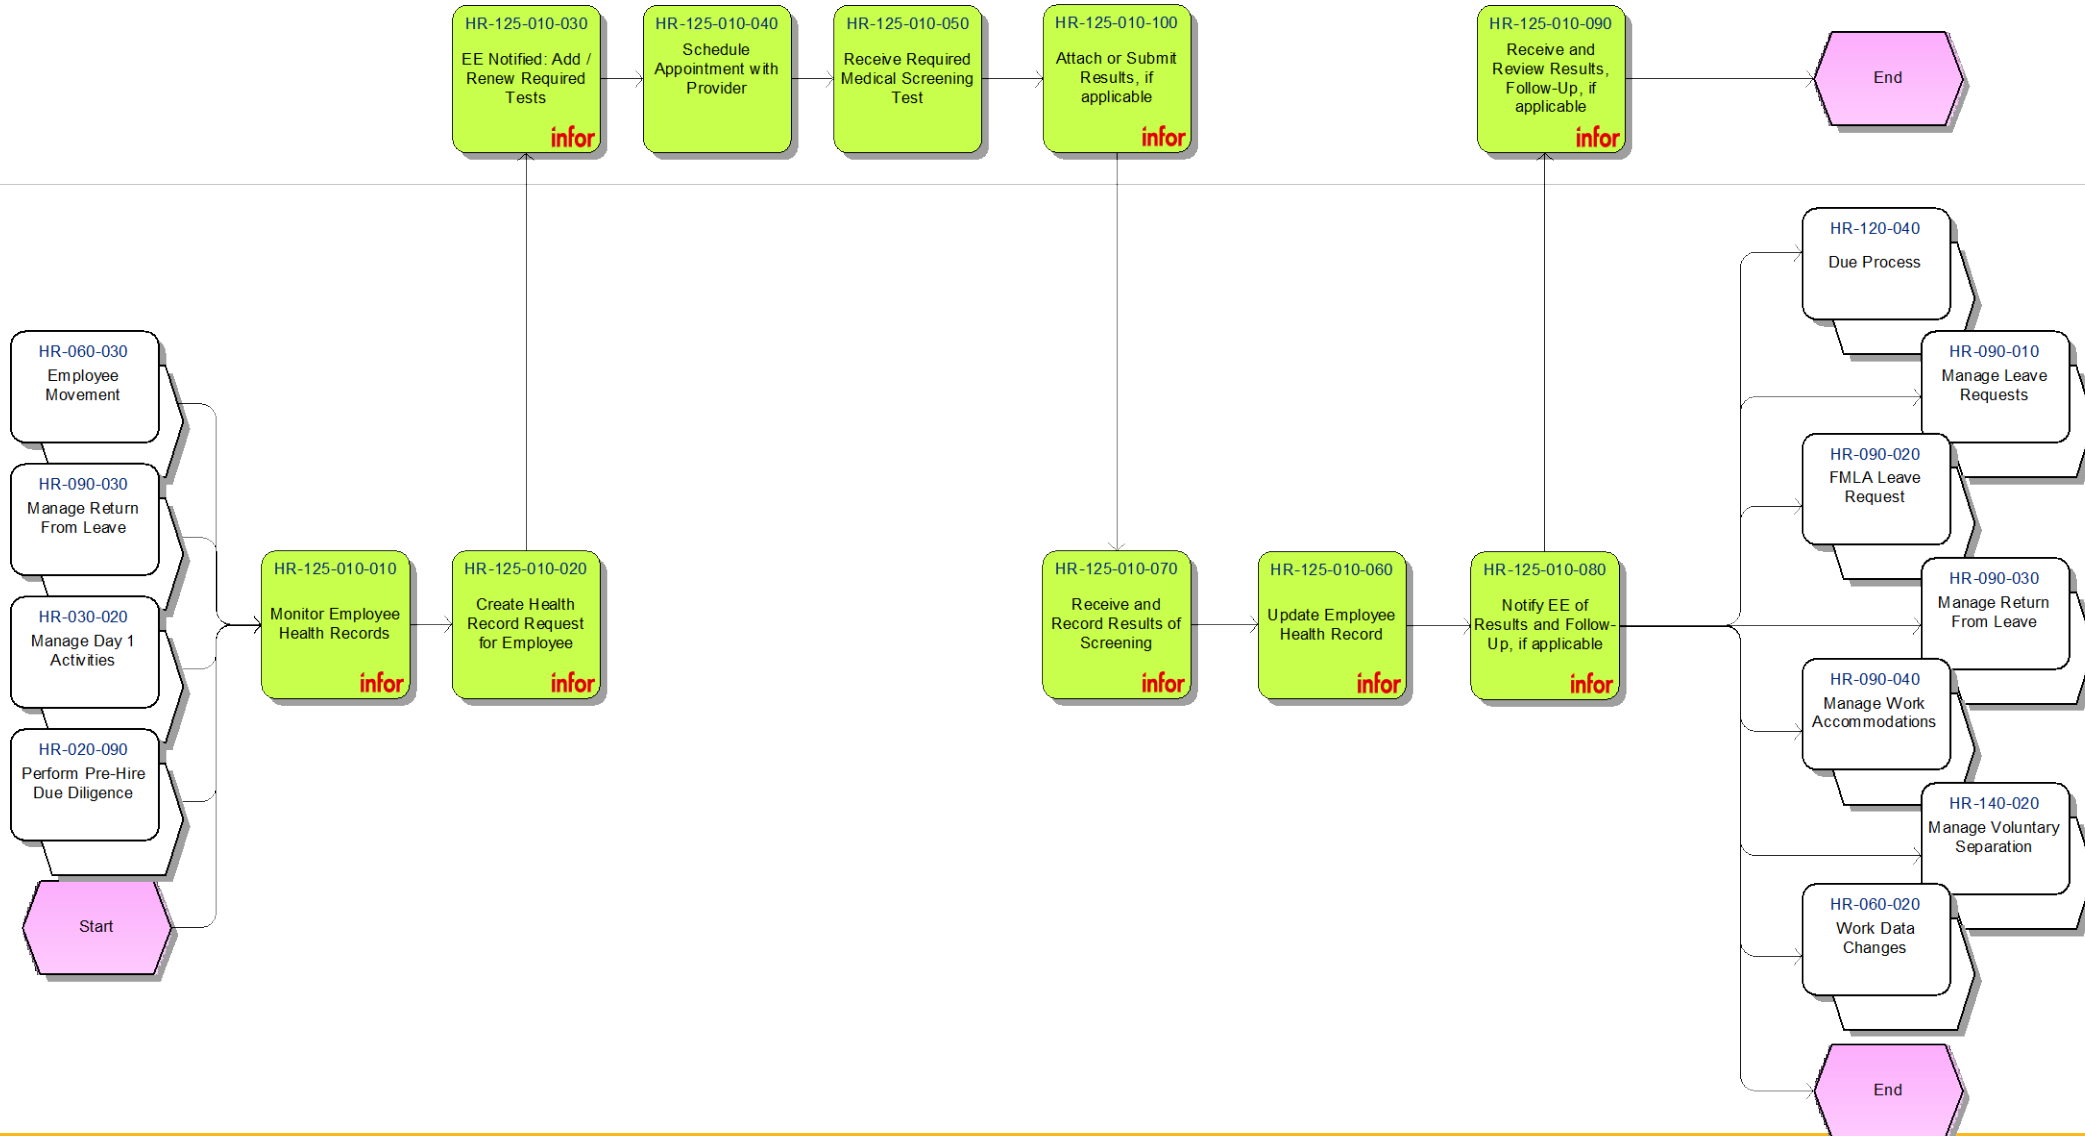 HR-125-010-030
EE Notified: Add /
Renew Required
Tests
infor
HR-125-010-040
Schedule
Appointment with
Provider
HR-125-010-050
Receive Required
Medical Screening
Test
HR-125-010-100
Attach or Submit
Results, if
applicable
infor
HR-125-010-090
Receive and
Review Results,
Follow-Up, if
applicable
infor
End
HR-060-030
Employee
Movement
HR-090-030
Manage Return
From Leave
HR-030-020
Manage Day 1
Activities
HR-020-090
Perform Pre-Hire
Due Diligence
Start
HR-125-010-010
Monitor Employee
Health Records
infor
HR-125-010-020
Create Health
Record Request
for Employee
infor
HR-125-010-070
Receive and
Record Results of
Screening
infor
HR-125-010-060
Update Employee
Health Record
infor
HR-125-010-080
Notify EE of
Results and Follow-
Up, if applicable
infor
HR-120-040
Due Process
HR-090-010
Manage Leave
Requests
HR-090-020
FMLA Leave
Request
HR-090-030
Manage Return
From Leave
HR-090-040
Manage Work
Accommodations
HR-140-020
Manage Voluntary
Separation
HR-060-020
Work Data
Changes
End